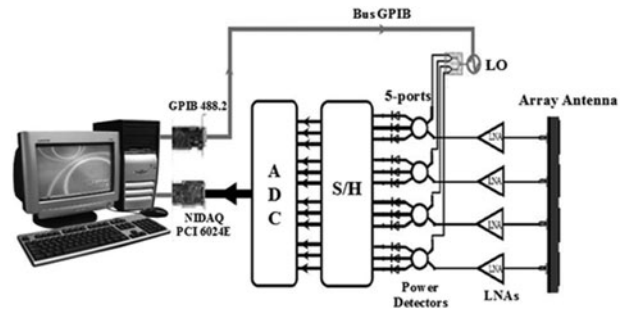 Bus GPIB
LO
GPIB 488.2
5-ports
Array Antenna
A
D
C
S/H
LNA
LNA
LNA
LNA
NIDAQ
PCI 6024E
Power
Detectors
LNAs